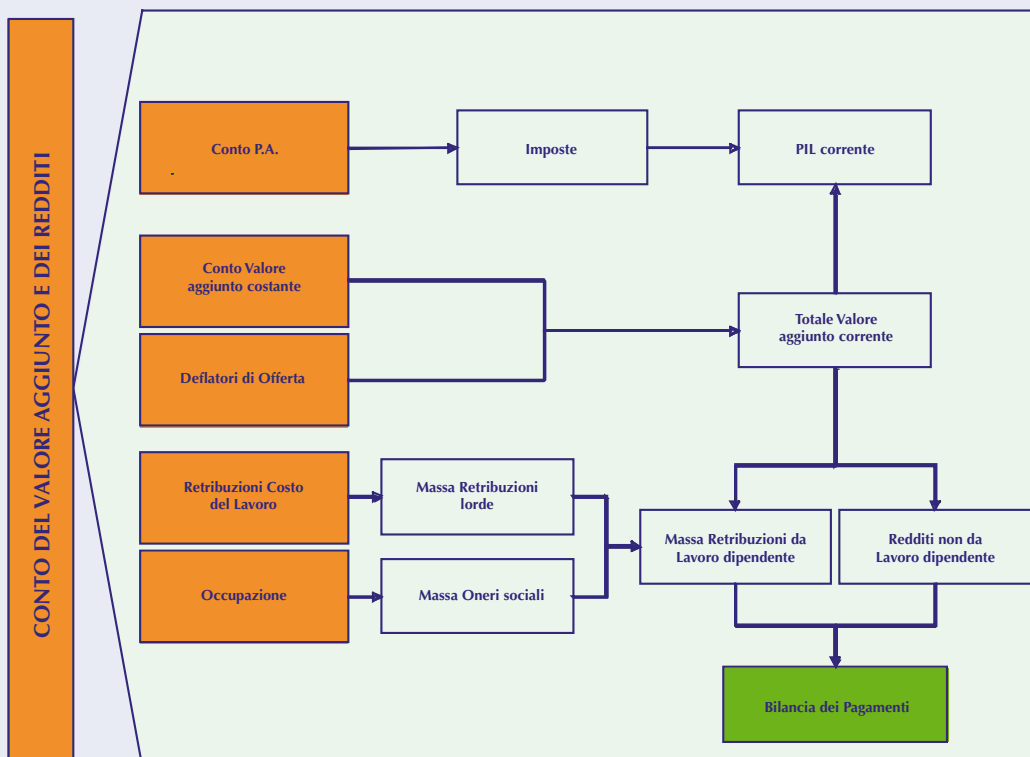 CONTO DEL VALORE AGGIUNTO E DEI REDDITI
Conto P.A.
Imposte
PIL corrente
Conto Valore
aggiunto costante
Totale Valore
aggiunto corrente
Deflatori di Offerta
Retribuzioni Costo
del Lavoro
Massa Retribuzioni
lorde
Massa Retribuzioni da
Lavoro dipendente
Redditi non da
Lavoro dipendente
Occupazione
Massa Oneri sociali
Bilancia dei Pagamenti